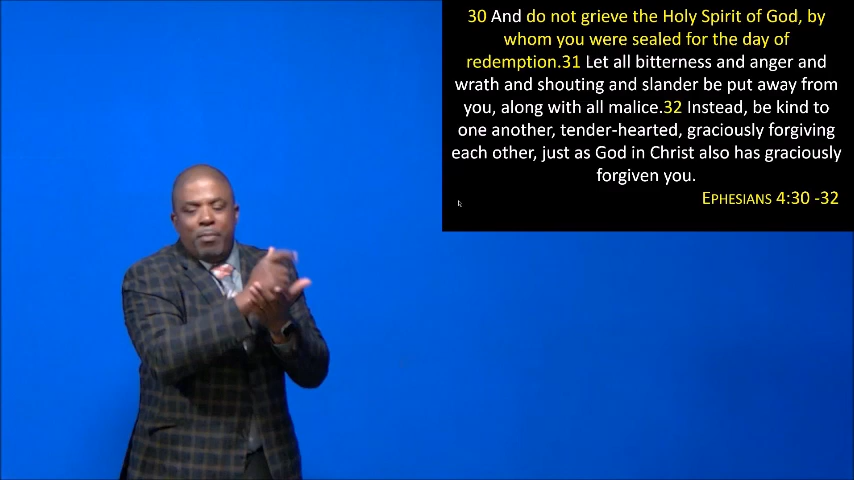 30 And do not grieve the Holy Spirit of God, by
whom you were sealed for the day of
redemption.31 Let all bitterness and anger and
wrath and shouting and slander be put away from
you, along with all malice.32 Instead, be kind to
one another, tender-hearted, graciously forgiving
each other, just as God in Christ also has graciously
forgiven you.
EPHESIANS 4:30 -32